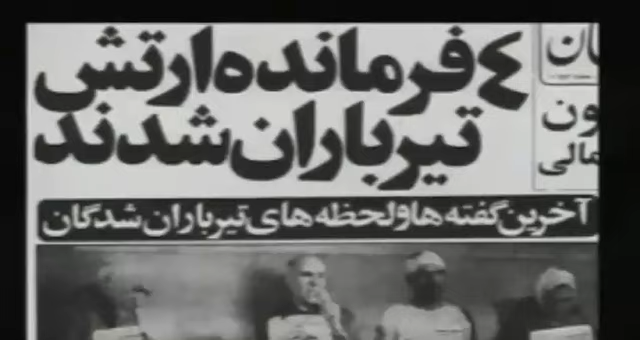 ۴ فرمانده ارتش
تیرباران شدند
آخرین گفته ها و لحظه های تیرباران شدگان